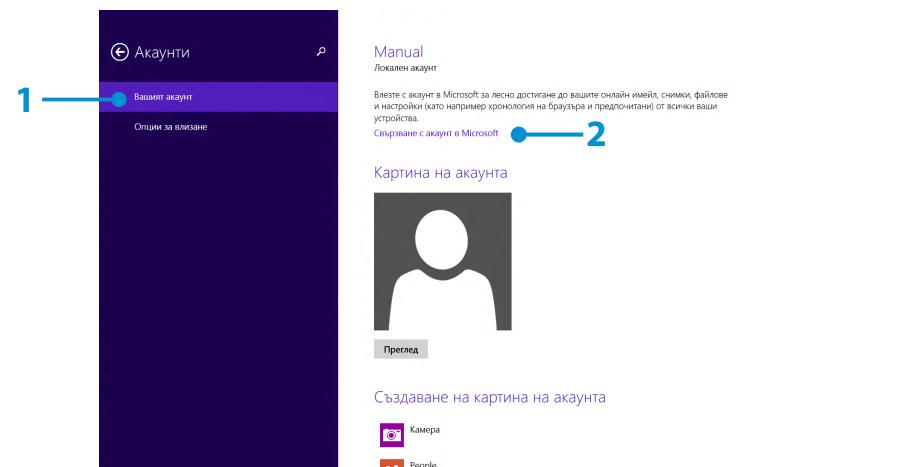 Акаунти
1
Вашият акаунт
Опции за влизане
Manual
Локален акаунт
Влезте с акаунт в Microsoft за лесно достигане до вашите онлайн имейл, снимки, файлове
и настройки (като например хронология на браузъра и предпочитани) от всички ваши
устройства.
Свързване с акаунт в Microsoft
2
Картина на акаунта
Преглед
Създаване на картина на акаунта
Камера
People